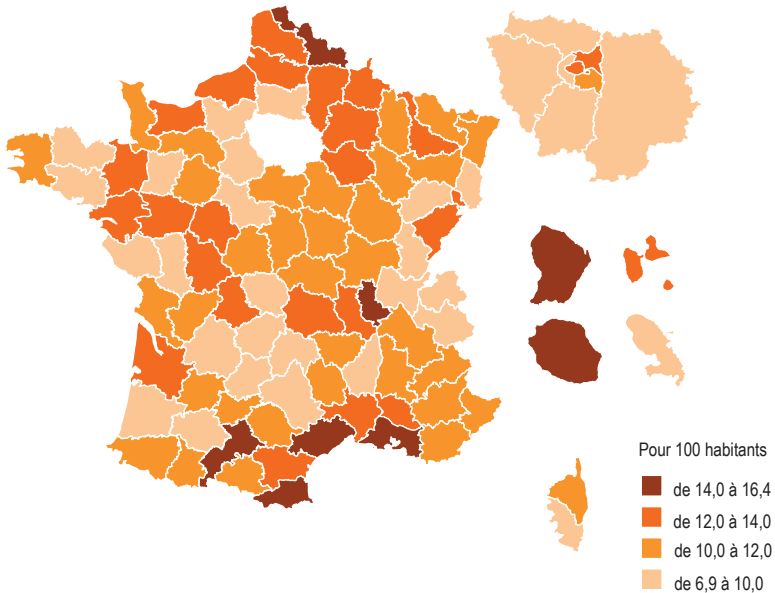 Pour 100 habitants
de 14,0 à 16,4
de 12,0 à 14,0
de 10,0 à 12,0
de 6,9 à 10,0